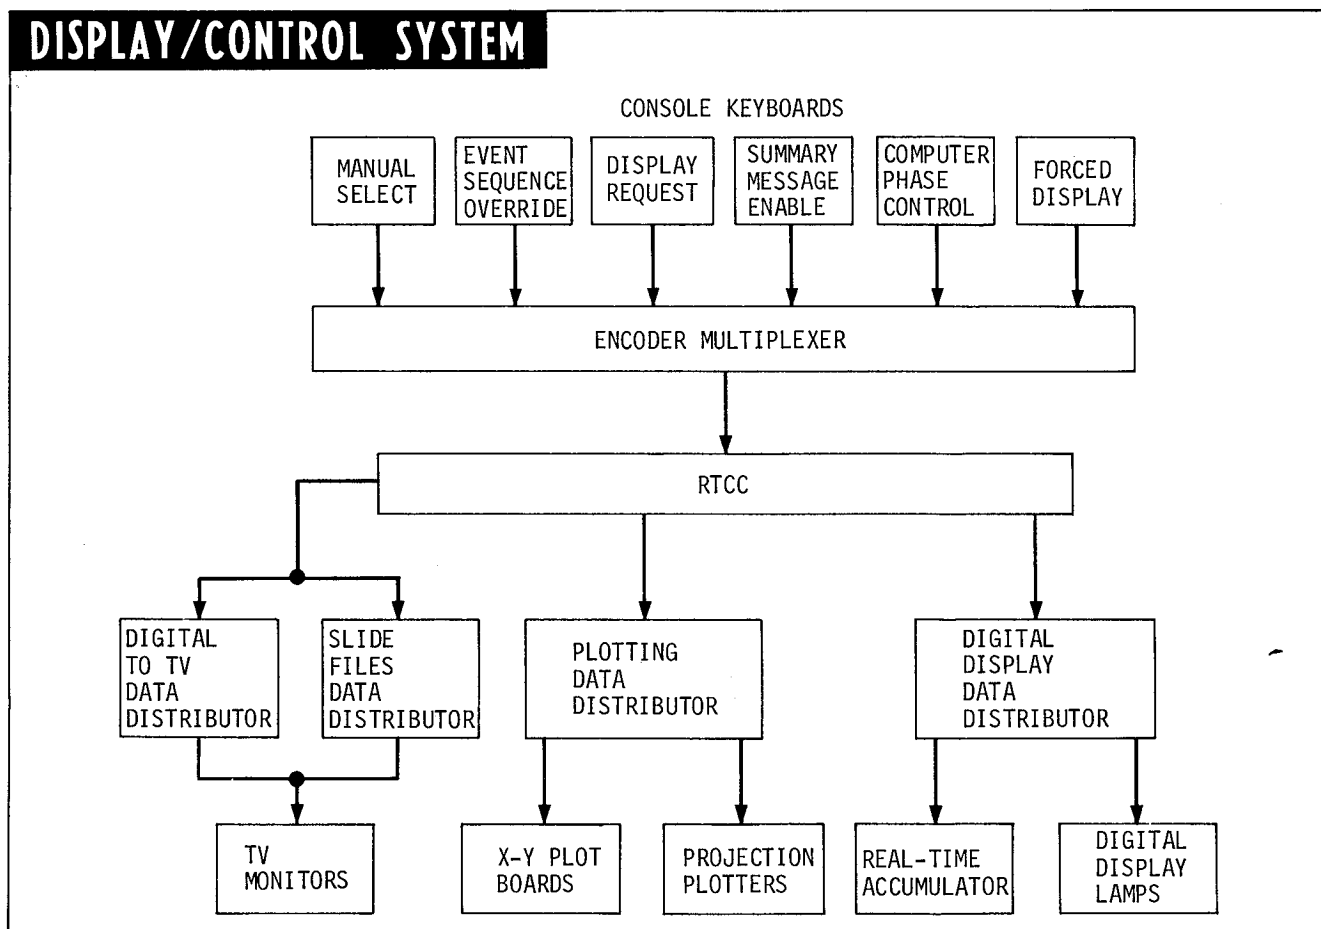 DISPLAY/CONTROL SYSTEM
CONSOLE KEYBOARDS
MANUAL
SELECT
EVENT
SEQUENCE
OVERRIDE
DISPLAY
REQUEST
SUMMARY
MESSAGE
ENABLE
COMPUTER
PHASE
CONTROL
FORCED
DISPLAY
ENCODER MULTIPLEXER
RTCC
DIGITAL
TO TV
DATA
DISTRIBUTOR
SLIDE
FILES
DATA
DISTRIBUTOR
PLOTTING
DATA
DISTRIBUTOR
DIGITAL
DISPLAY
DATA
DISTRIBUTOR
TV
MONITORS
X-Y PLOT
BOARDS
PROJECTION
PLOTTERS
REAL-TIME
ACCUMULATOR
DIGITAL
DISPLAY
LAMPS